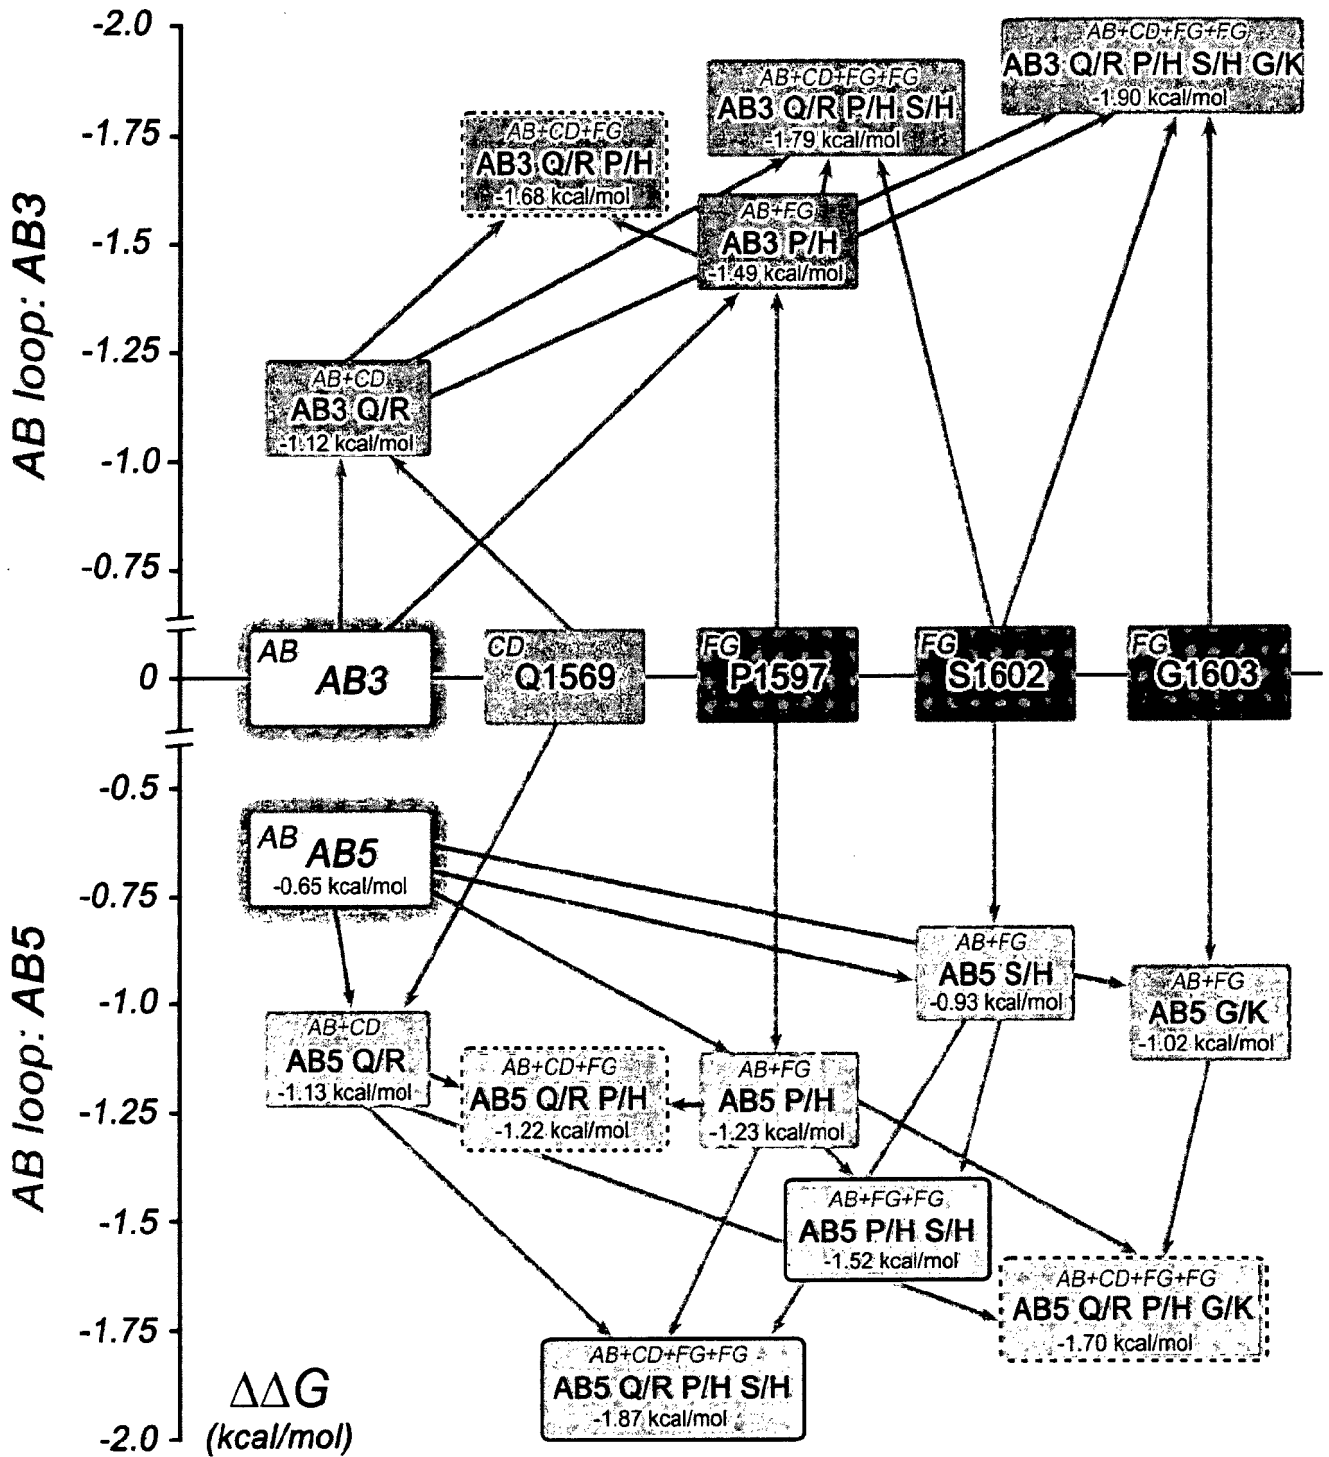 -2.0
-1.75
-1.5
-1.25
-1.0
-0.75
0
-0.5
-0.75
-1.0
-1.25
-1.5
-1.75
-2.0
AB loop: AB3
AB loop: AB5
AB+CD+FG+FG
AB3 Q/R P/H S/H G/K
-1.90 kcal/mol
AB+CD+FG+FG
AB3 Q/R P/H S/H
-1.79 kcal/mol
AB+CD+FG
AB3 Q/R P/H
-1.68 kcal/mol
AB+FG
AB3 P/H
-1.49 kcal/mol
AB+CD
AB3 Q/R
-1.12 kcal/mol
AB
AB3
CD
Q1569
FG
P1597
FG
S1602
FG
G1603
AB
AB5
-0.65 kcal/mol
AB+FG
AB5 S/H
-0.93 kcal/mol
AB+FG
AB5 G/K
-1.02 kcal/mol
AB+CD
AB5 Q/R
-1.13 kcal/mol
AB+CD+FG
AB5 Q/R P/H
-1.22 kcal/mol
AB+FG
AB5 P/H
-1.23 kcal/mol
AB+FG+FG
AB5 P/H S/H
-1.52 kcal/mol
AB+CD+FG+FG
AB5 Q/R P/H G/K
-1.70 kcal/mol
AB+CD+FG+FG
AB5 Q/R P/H S/H
-1.87 kcal/mol
ΔΔG
(kcal/mol)